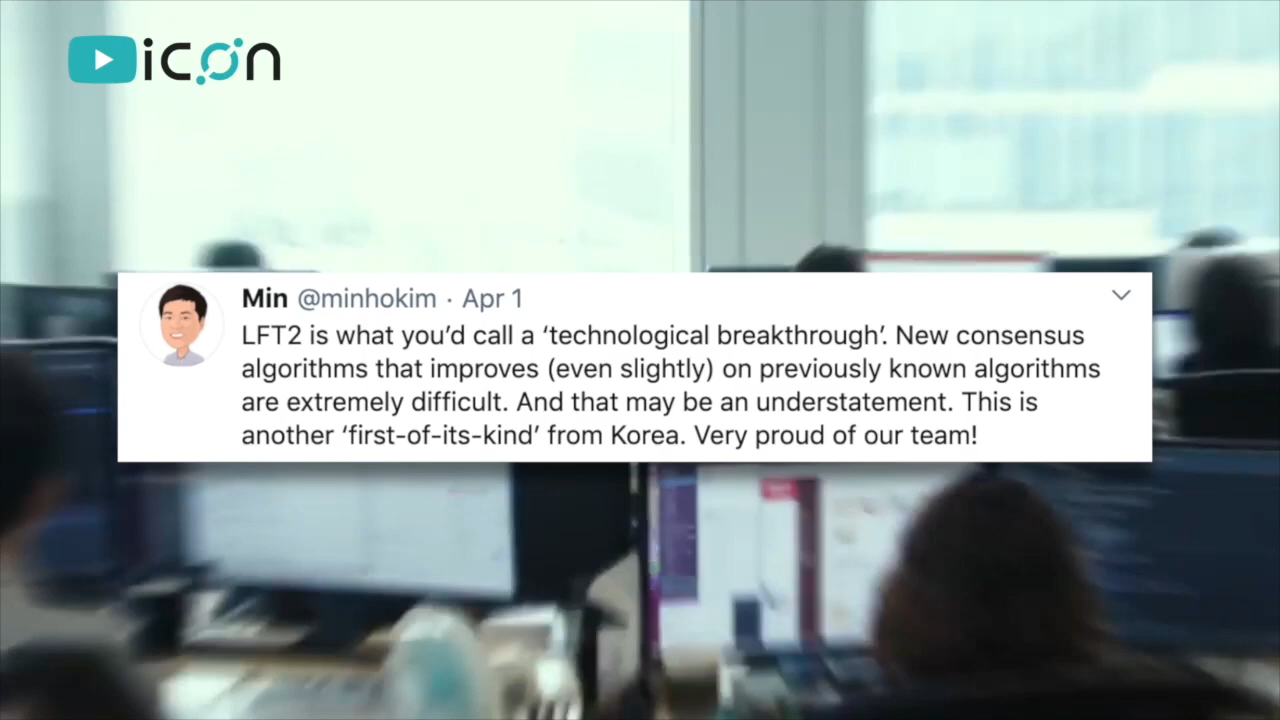 icon
Min @minhokim · Apr 1
LFT2 is what you’d call a ‘technological breakthrough’. New consensus
algorithms that improves (even slightly) on previously known algorithms
are extremely difficult. And that may be an understatement. This is
another ‘first-of-its-kind’ from Korea. Very proud of our team!